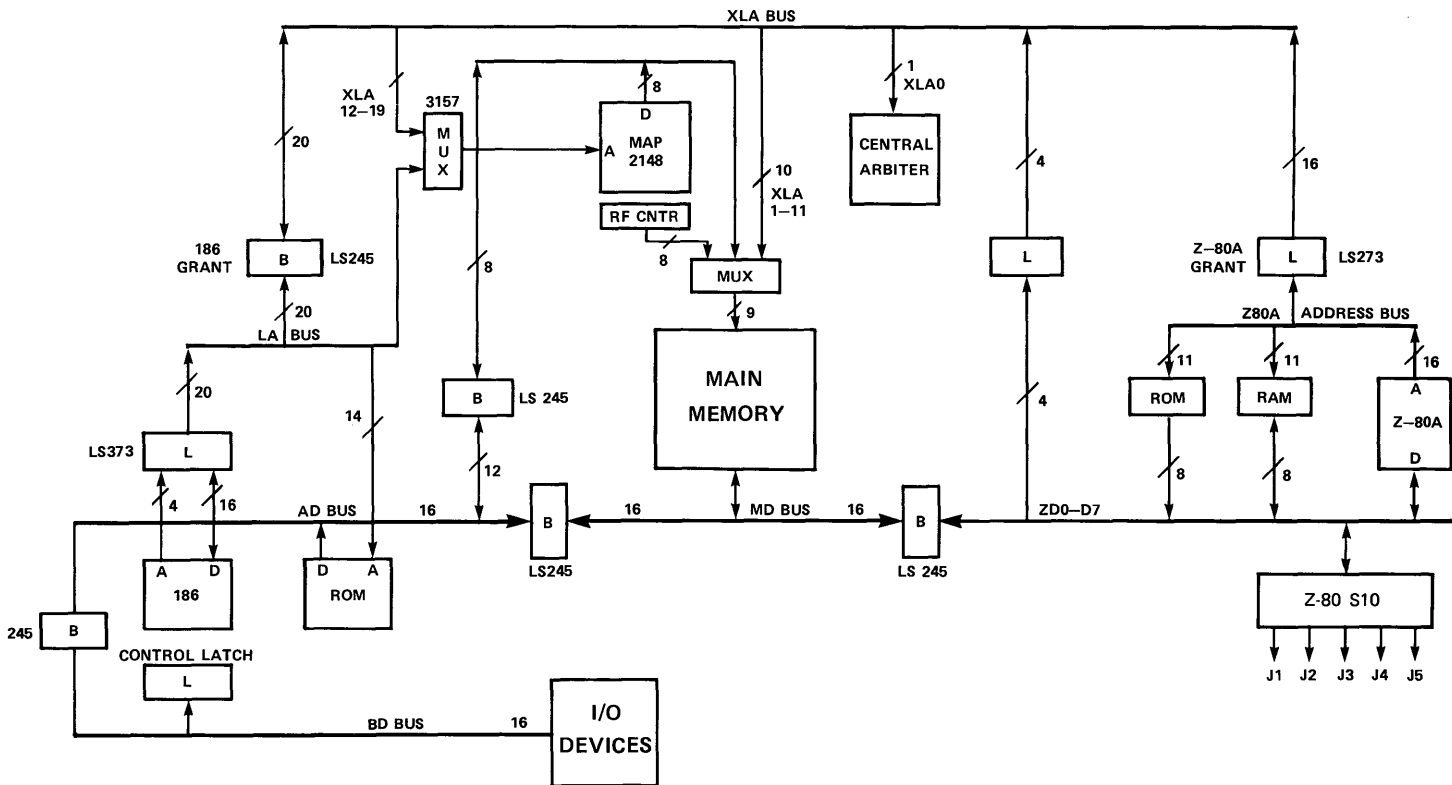 XLA BUS
1
XLA0
XLA
12–19
3157
M
U
X
8
D
A
MAP
2148
20
10
XLA
1–11
CENTRAL
ARBITER
4
16
RF CNTR
8
186
GRANT
B
LS245
8
MUX
L
Z–80A
GRANT
L
LS273
20
9
LA BUS
Z80A ADDRESS BUS
11
11
16
MAIN
MEMORY
20
B
LS 245
4
ROM
RAM
A
Z–80A
D
14
LS373
L
12
8
8
4
16
AD BUS
16
B
16
MD BUS
16
B
ZD0–D7
LS245
LS 245
A
D
186
D
A
ROM
Z-80 S10
245
B
CONTROL LATCH
L
J1
J2
J3
J4
J5
BD BUS
16
I/O
DEVICES